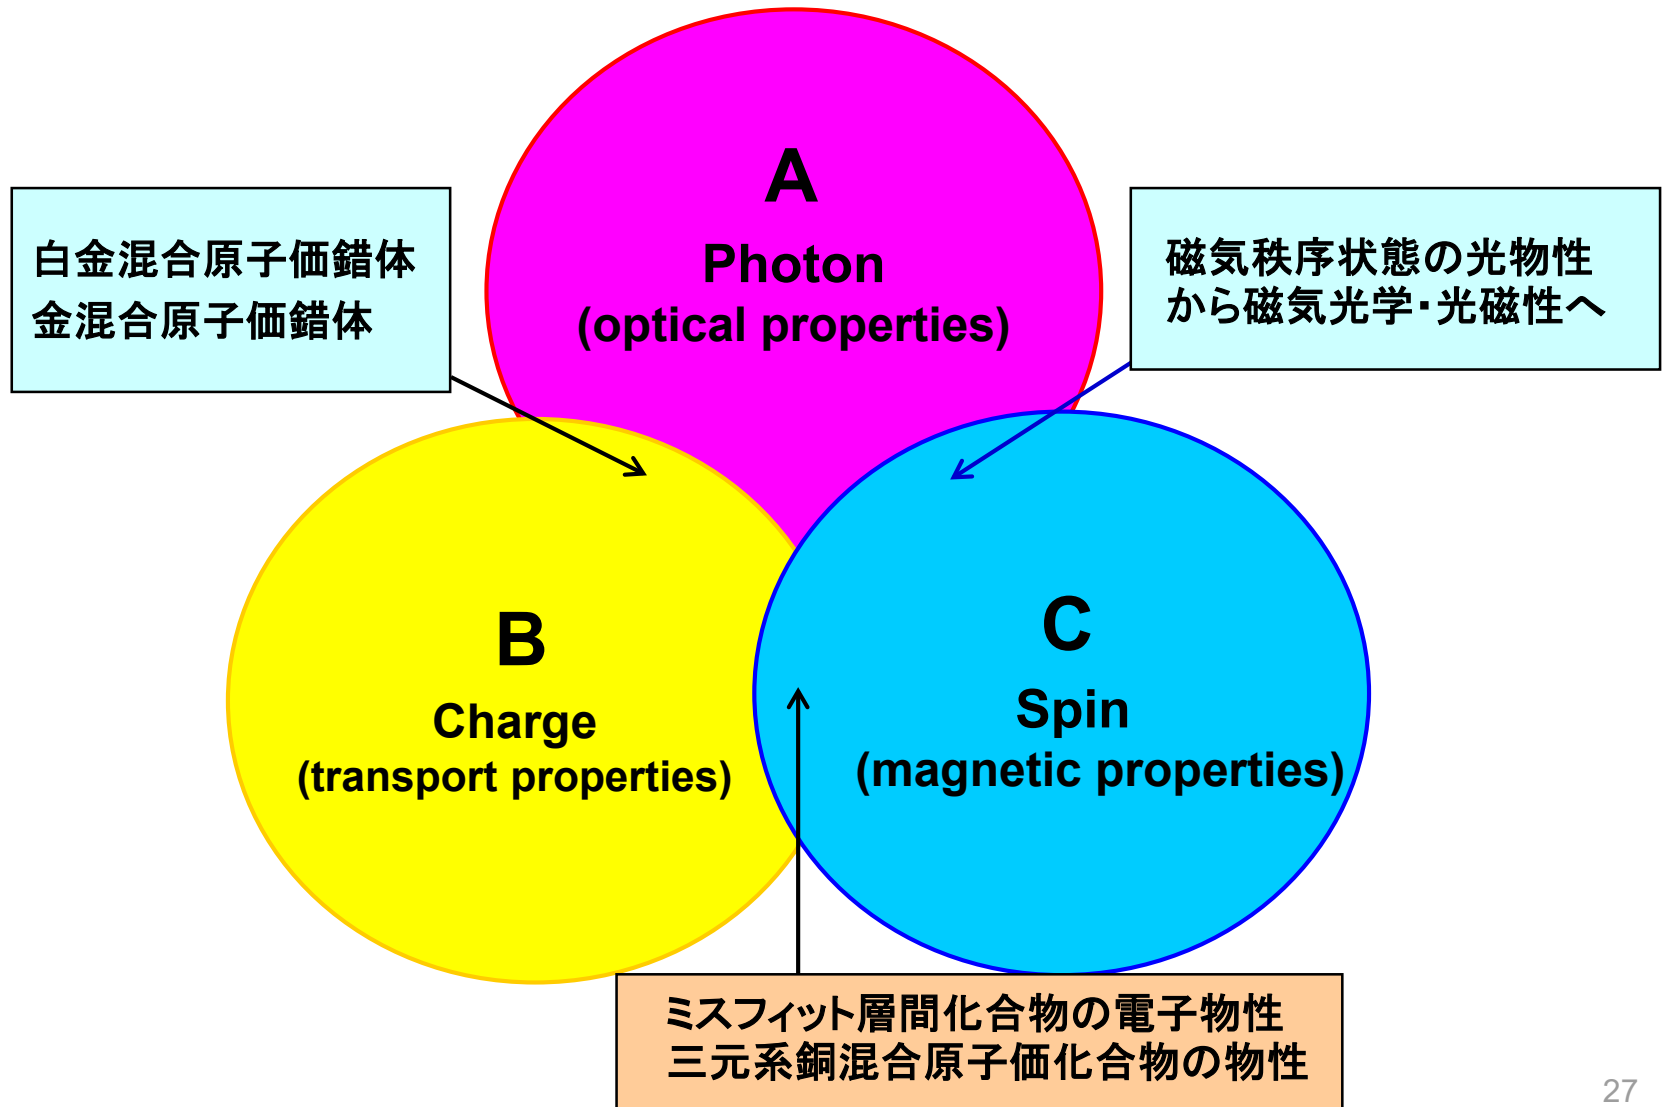 A
Photon
(optical properties)
白金混合原子価錯体
金混合原子価錯体
磁気秩序状態の光物性
から磁気光学・光磁性へ
B
Charge
(transport properties)
C
Spin
(magnetic properties)
ミスフィット層間化合物の電子物性
三元系銅混合原子価化合物の物性
27